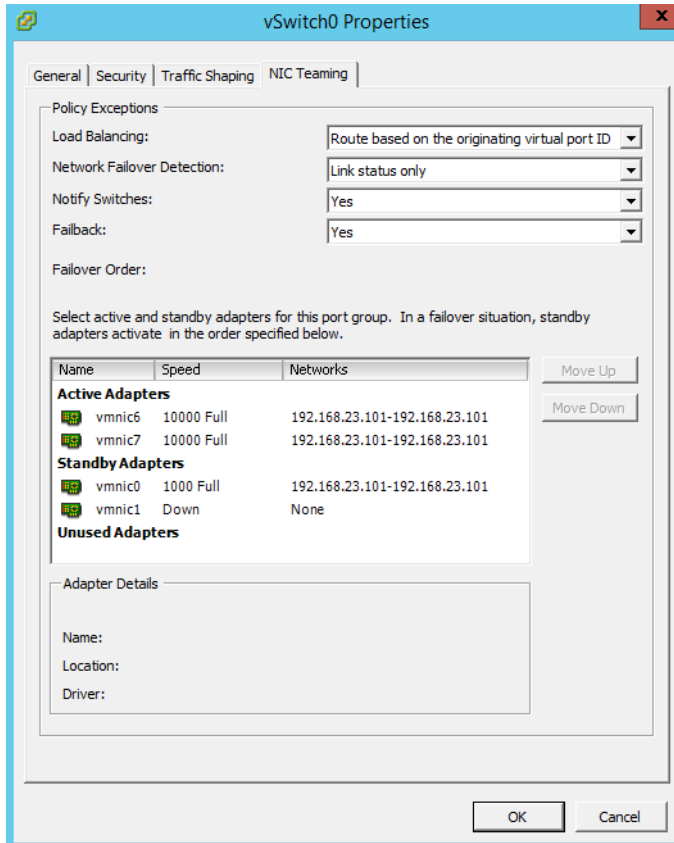 vSwitch0 Properties
x
General Security Traffic Shaping NIC Teaming
Policy Exceptions
Load Balancing: Route based on the originating virtual port ID
Network Failover Detection: Link status only
Notify Switches: Yes
Failback: Yes
Failover Order:
Select active and standby adapters for this port group. In a failover situation, standby
adapters activate in the order specified below.
Name Speed Networks
Move Up
Active Adapters
vmnic6 10000 Full 192.168.23.101-192.168.23.101
Move Down
vmnic7 10000 Full 192.168.23.101-192.168.23.101
Standby Adapters
vmnic0 1000 Full 192.168.23.101-192.168.23.101
vmnic1 Down None
Unused Adapters
Adapter Details
Name:
Location:
Driver:
OK Cancel